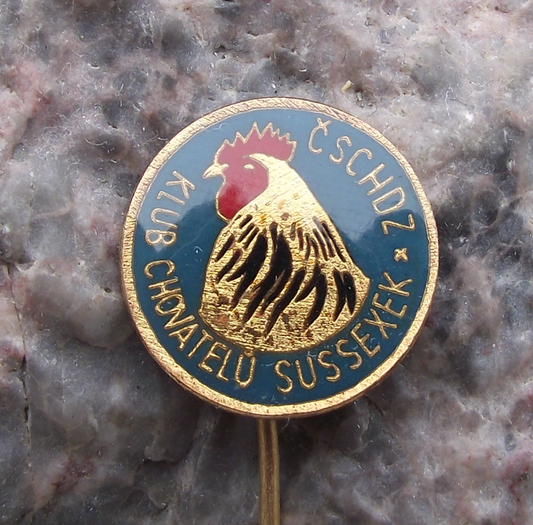 ČSCHDZ
KLUB CHOVATELŮ SUSSEXEK